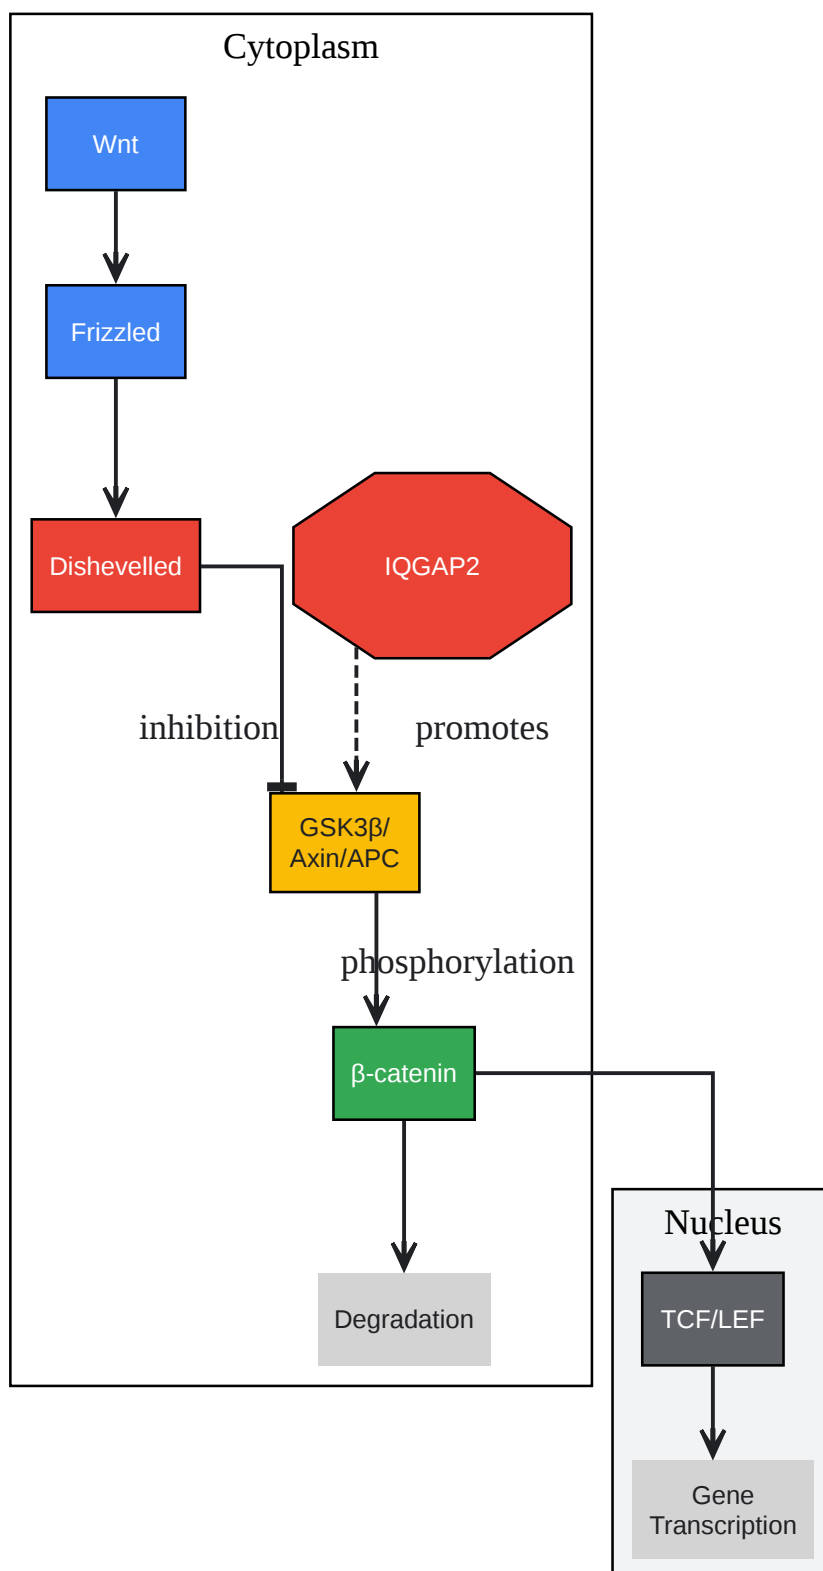 Cytoplasm
Wnt
Frizzled
Dishevelled
IQGAP2
inhibition
promotes
GSK3β/
Axin/APC
phosphorylation
β-catenin
Nucleus
Degradation
TCF/LEF
Gene
Transcription